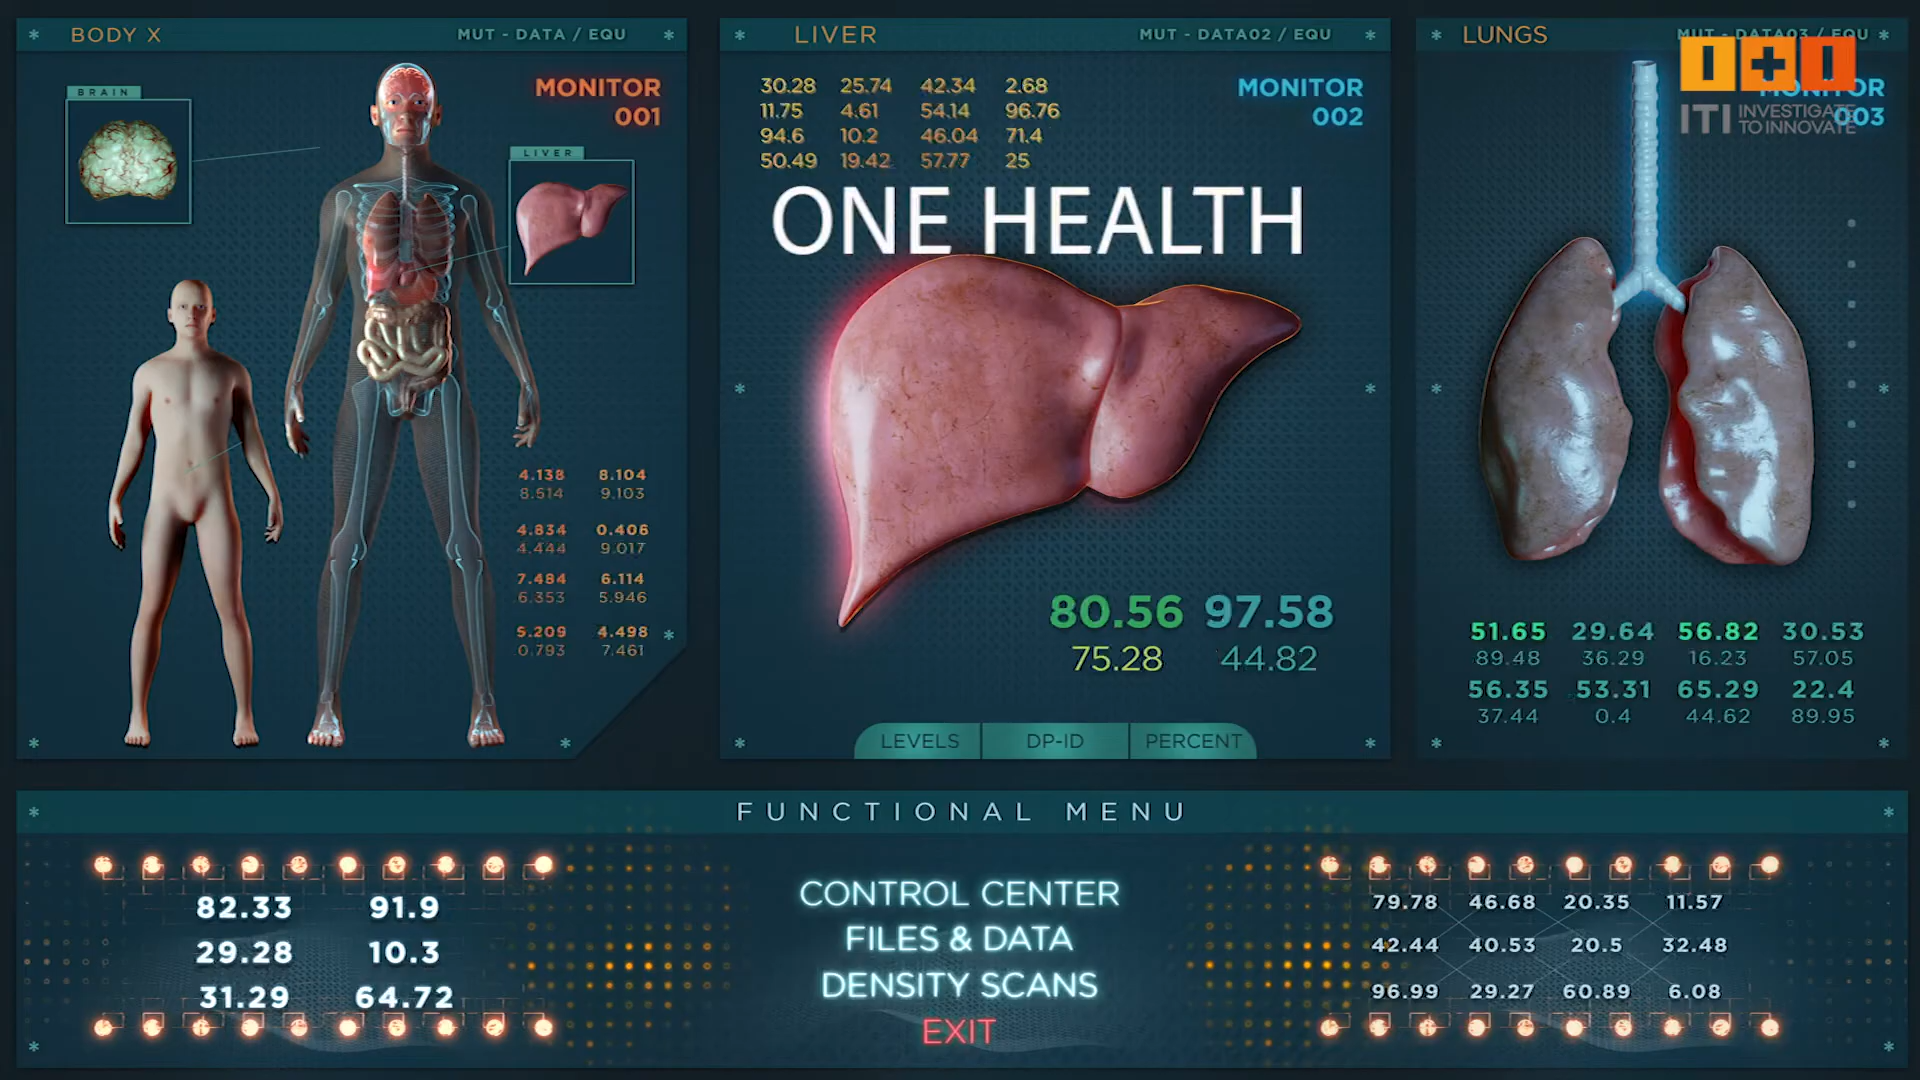 BODY X
MUT - DATA / EQU
BRAIN
MONITOR
001
LIVER
4.138 8.104
8.514 9.103
4.834 0.406
4.444 9.017
7.484 6.114
6.353 5.946
5.209 4.498
0.793 7.461
LIVER
MUT - DATA02 / EQU
30.28 25.74 42.34 2.68
11.75 4.61 54.14 96.76
94.6 10.2 46.04 71.4
50.49 19.42 57.77 25
MONITOR
002
ONE HEALTH
80.56 97.58
75.28 44.82
LEVELS DP-ID PERCENT
LUNGS
MUT - DATA03 / EQU
I+I
MONITOR
003
ITI INVESTIGATE
TO INNOVATE
51.65 29.64 56.82 30.53
89.48 36.29 16.23 57.05
56.35 53.31 65.29 22.4
37.44 0.4 44.62 89.95
FUNCTIONAL MENU
82.33 91.9
29.28 10.3
31.29 64.72
CONTROL CENTER
FILES & DATA
DENSITY SCANS
EXIT
79.78 46.68 20.35 11.57
42.44 40.53 20.5 32.48
96.99 29.27 60.89 6.08